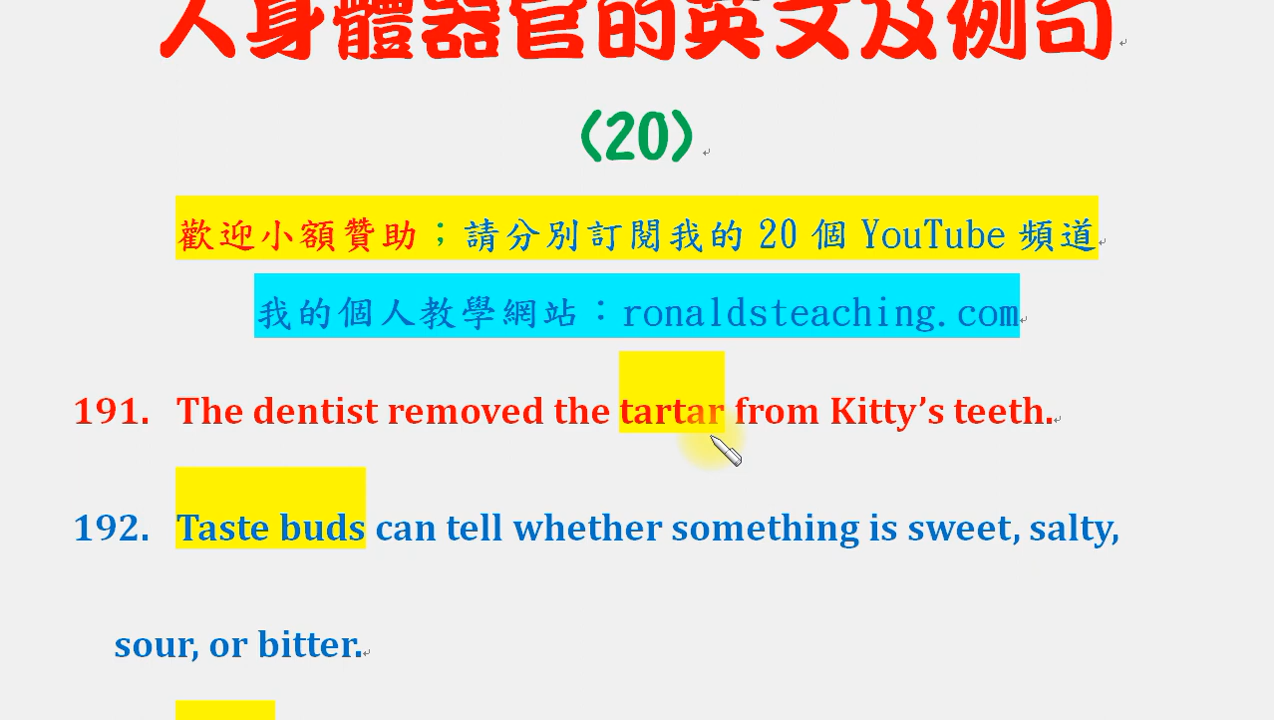 人身體器官的英文及例句
(20)
歡迎小額贊助；請分別訂閱我的 20 個 YouTube 頻道
我的個人教學網站：ronaldsteaching.com
191. The dentist removed the tartar from Kitty’s teeth.
192. Taste buds can tell whether something is sweet, salty,
sour, or bitter.